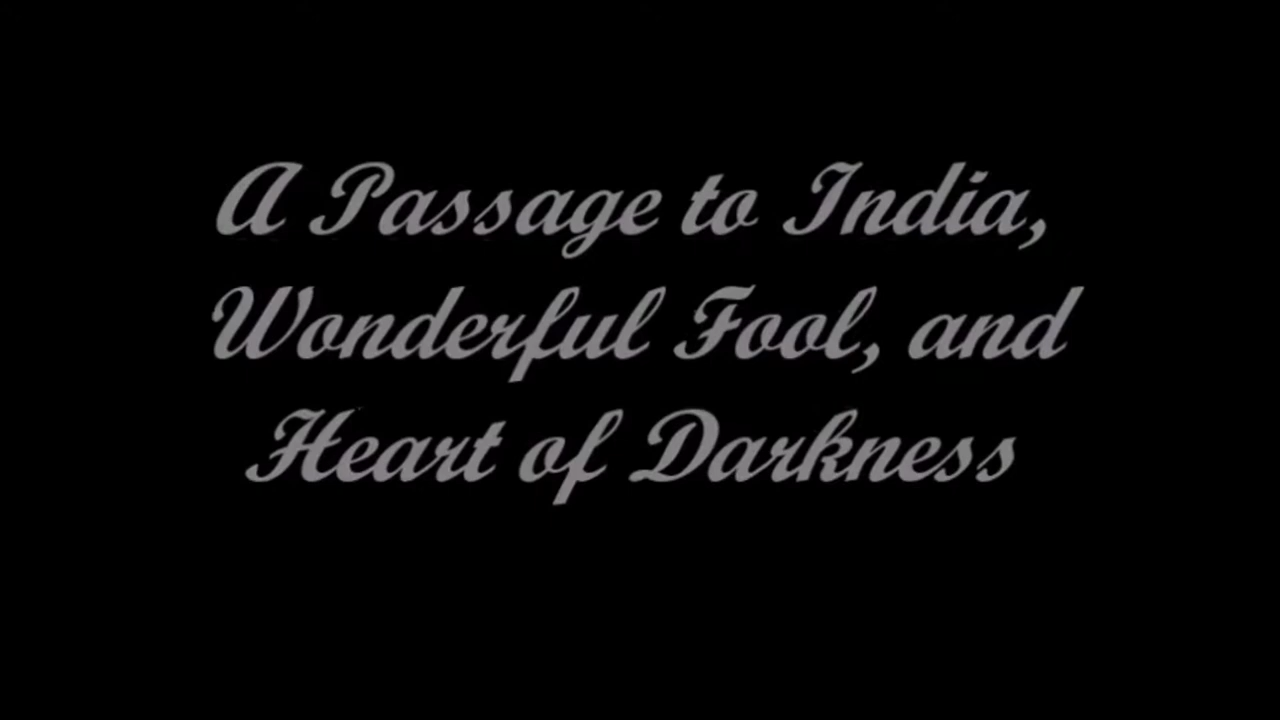 A Passage to India,
Wonderful Fool, and
Heart of Darkness